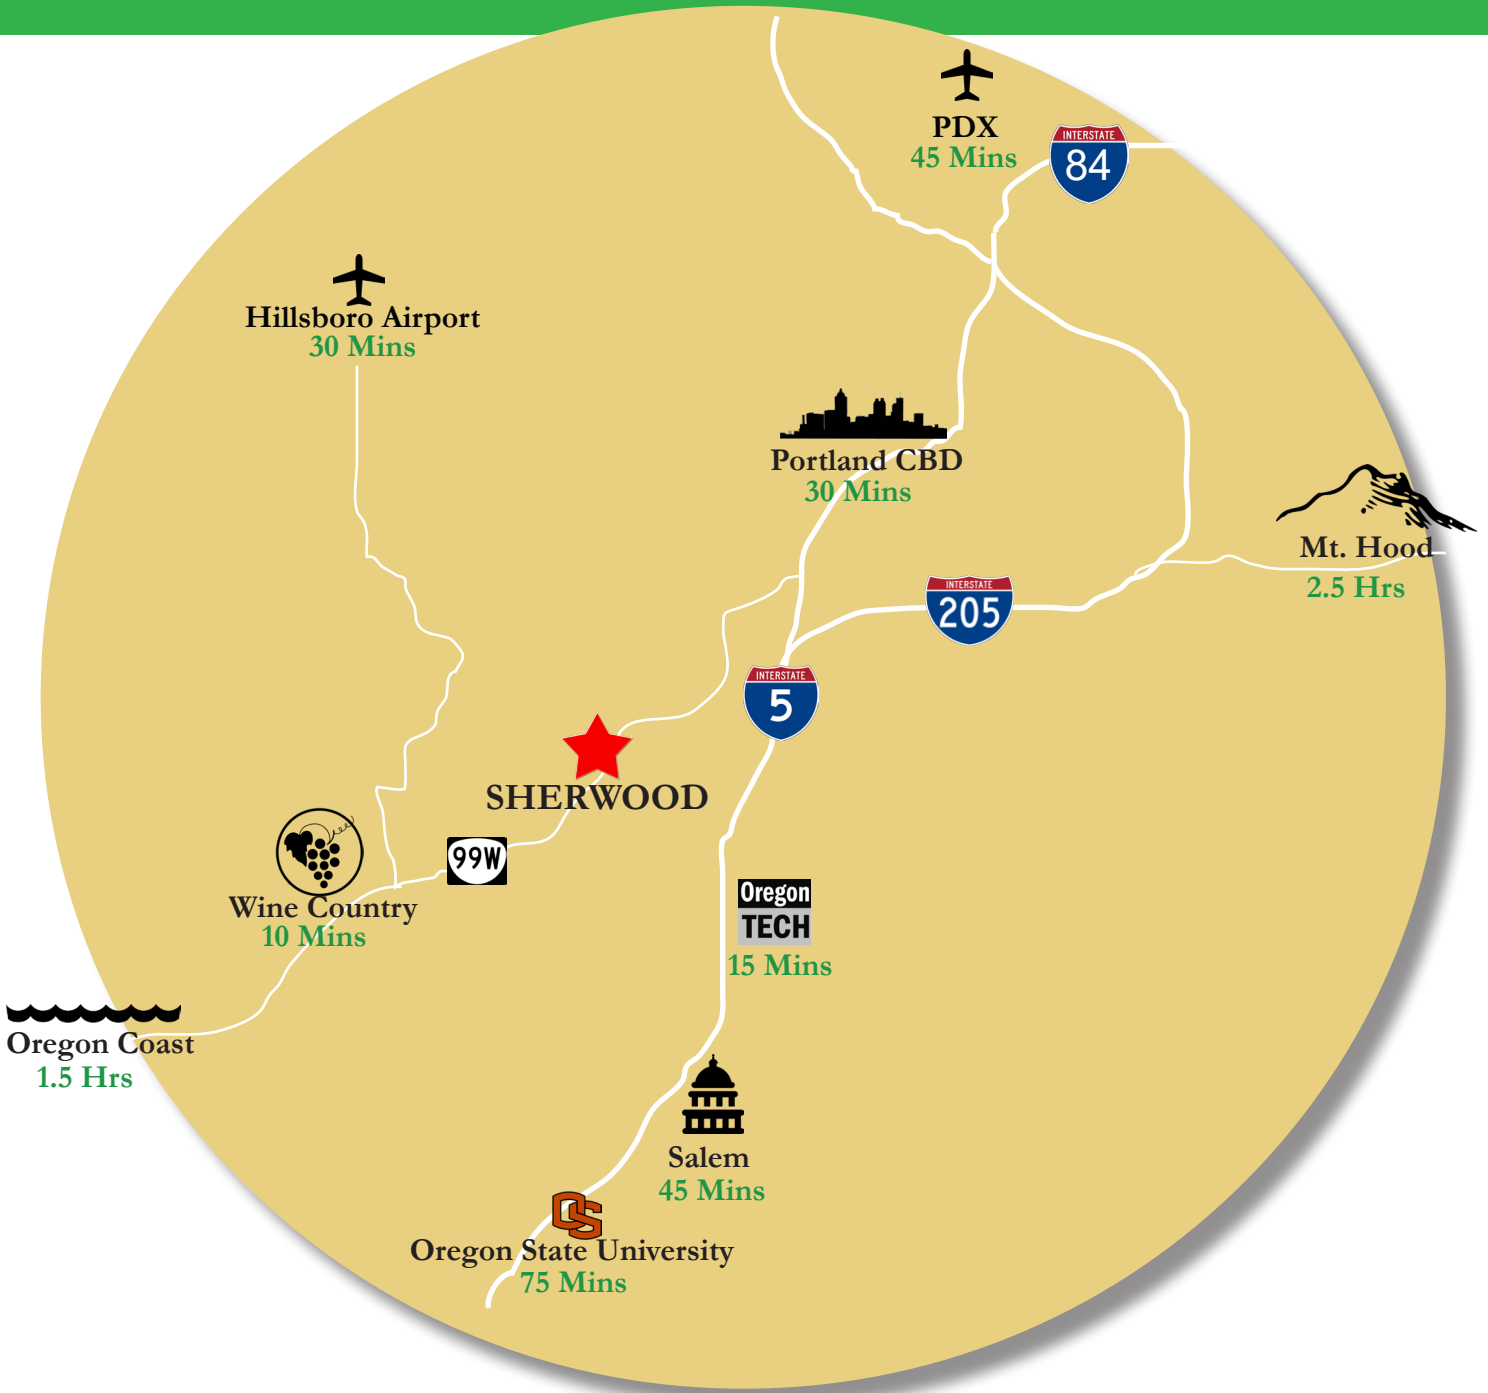 PDX
45 Mins
INTERSTATE
84
Hillsboro Airport
30 Mins
Portland CBD
30 Mins
Mt. Hood
2.5 Hrs
INTERSTATE
205
INTERSTATE
5
SHERWOOD
99W
Wine Country
10 Mins
Oregon
TECH
15 Mins
Oregon Coast
1.5 Hrs
Salem
45 Mins
OS
Oregon State University
75 Mins